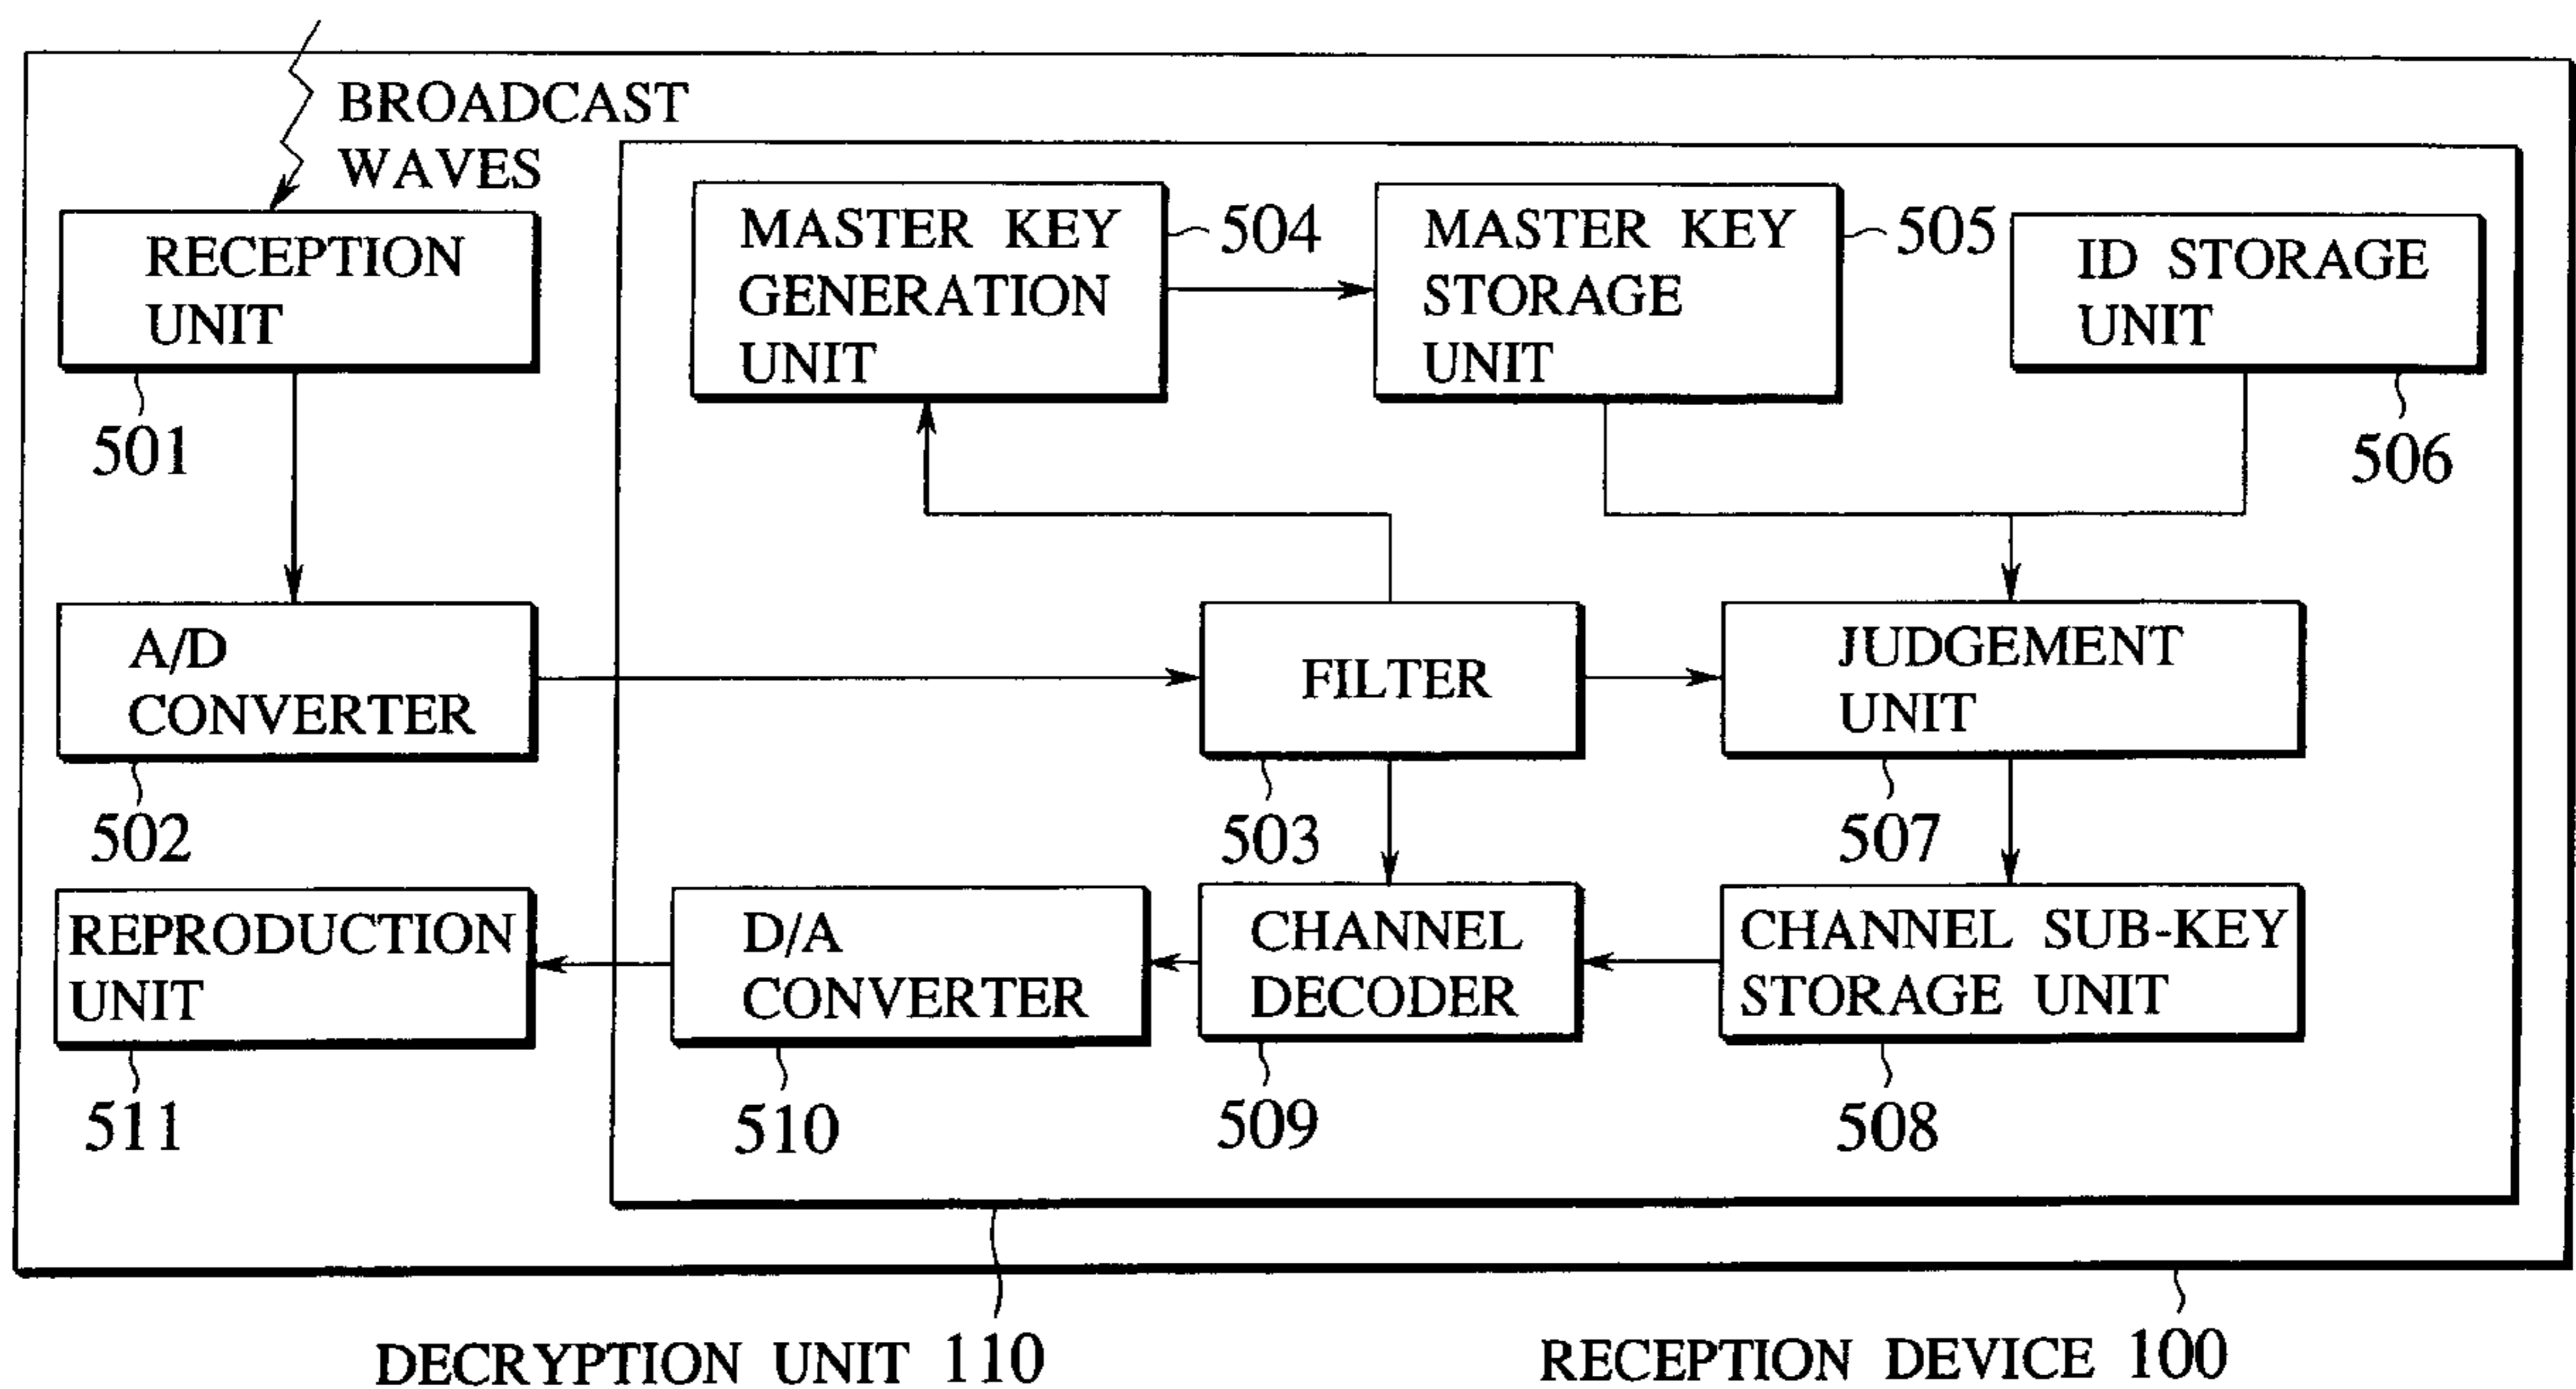 BROADCAST
WAVES
RECEPTION
UNIT
501
MASTER KEY
GENERATION
UNIT
504
MASTER KEY
STORAGE
UNIT
505
ID STORAGE
UNIT
506
A/D
CONVERTER
502
FILTER
503
JUDGEMENT
UNIT
507
REPRODUCTION
UNIT
511
D/A
CONVERTER
510
CHANNEL
DECODER
509
CHANNEL SUB-KEY
STORAGE UNIT
508
DECRYPTION UNIT 110
RECEPTION DEVICE 100